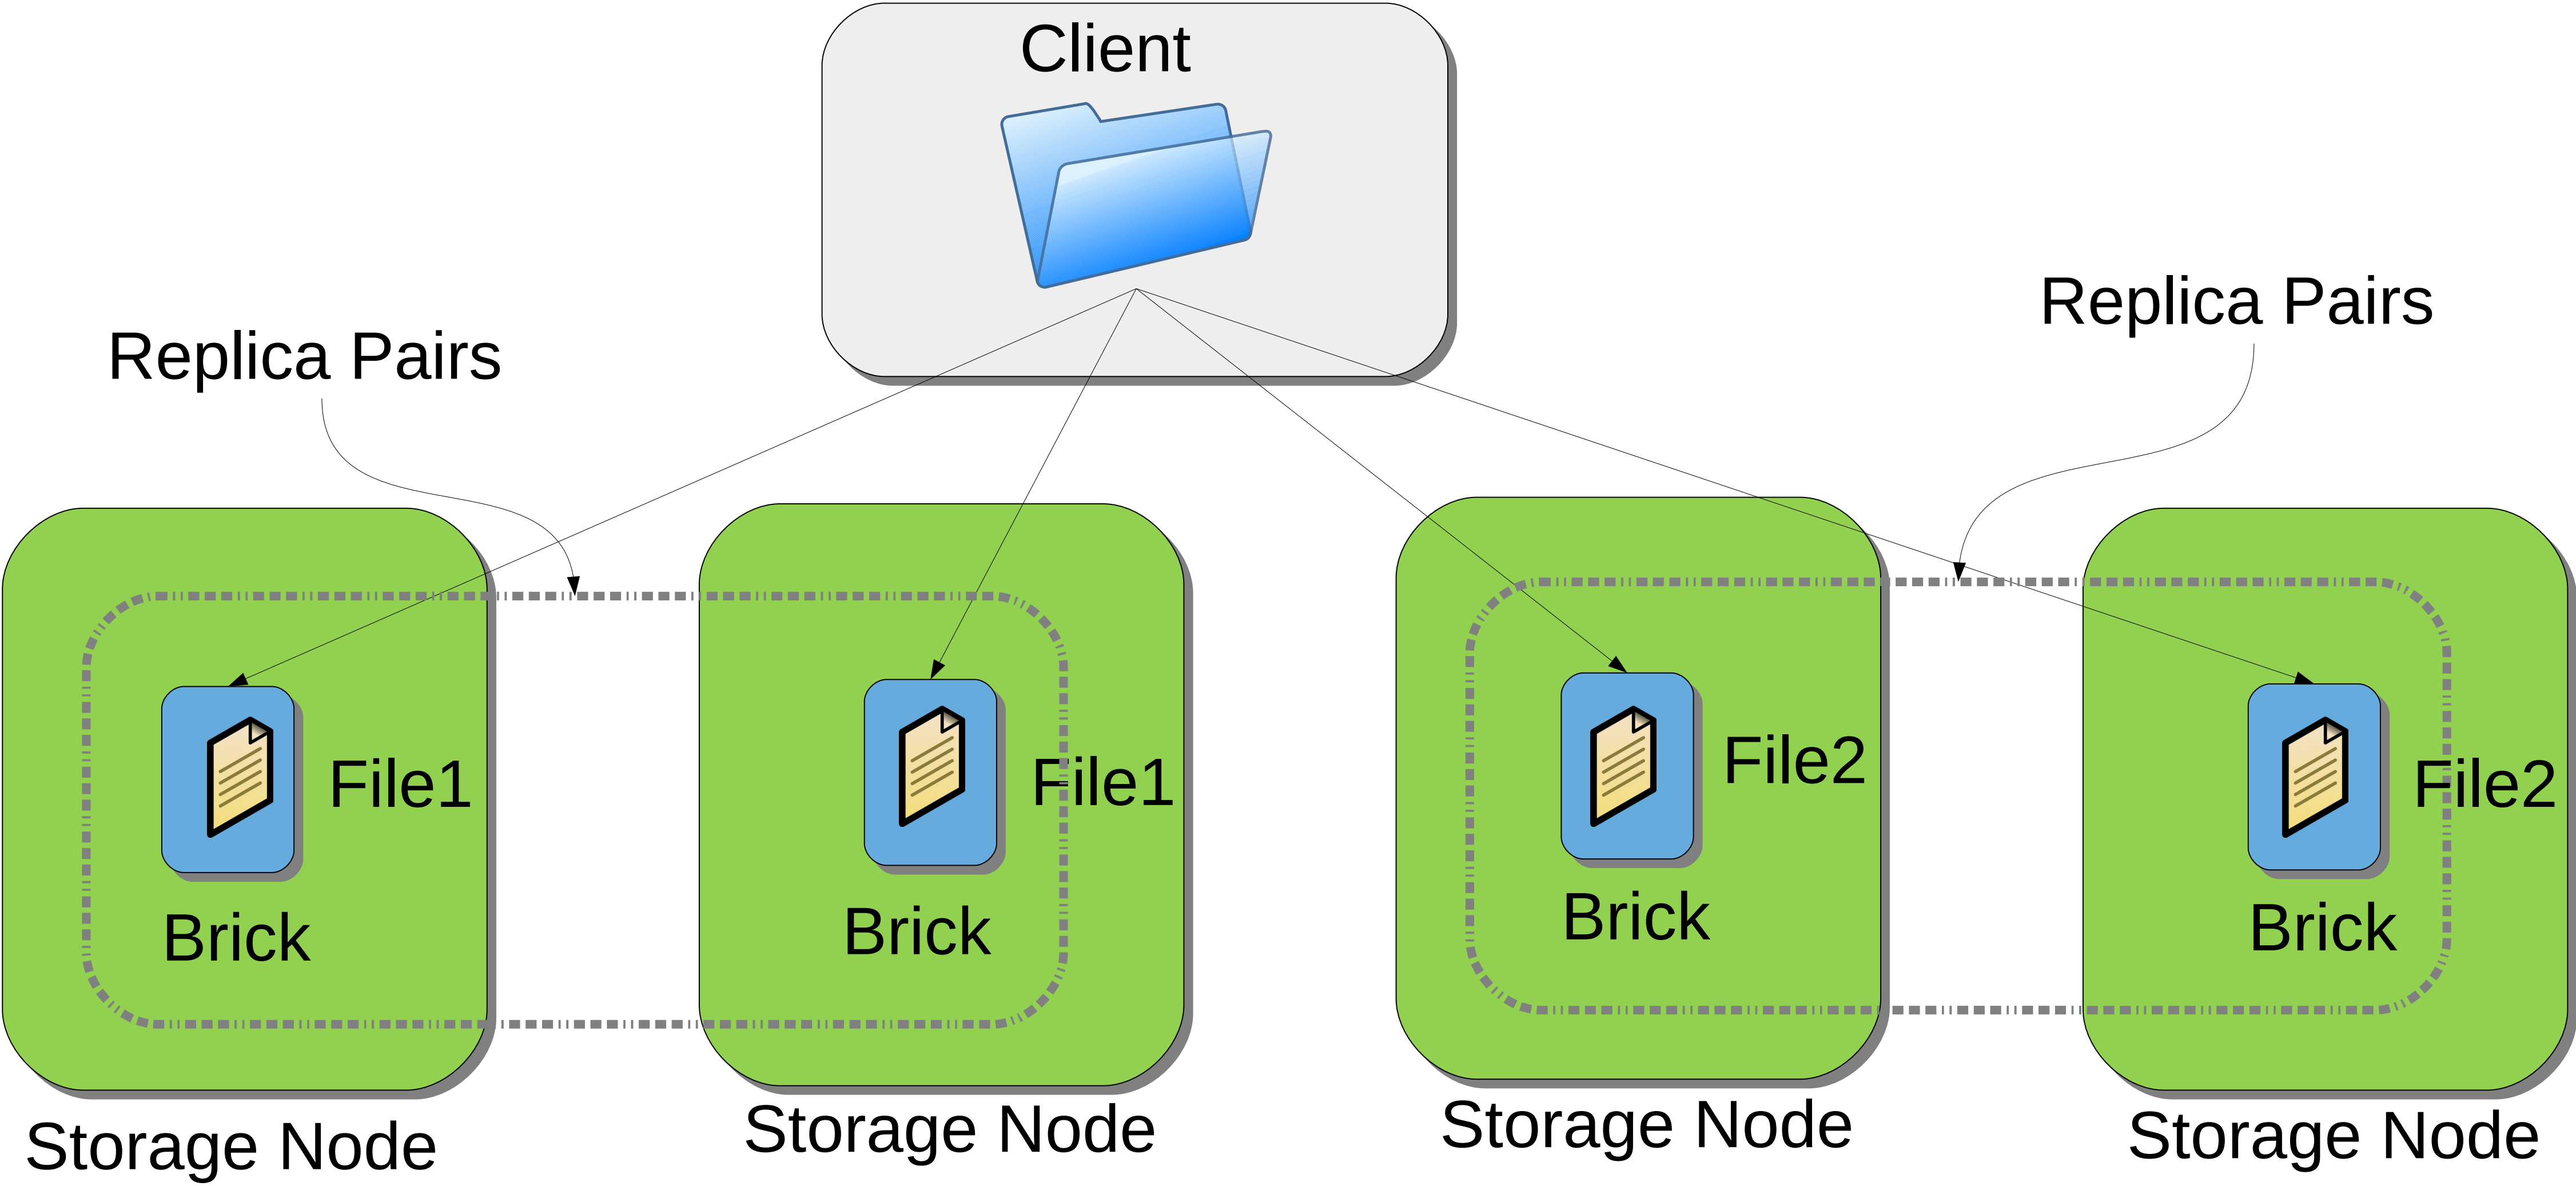 Client
Replica Pairs
Replica Pairs
File1
File1
File2
File2
Brick
Brick
Brick
Brick
Storage Node
Storage Node
Storage Node
Storage Node